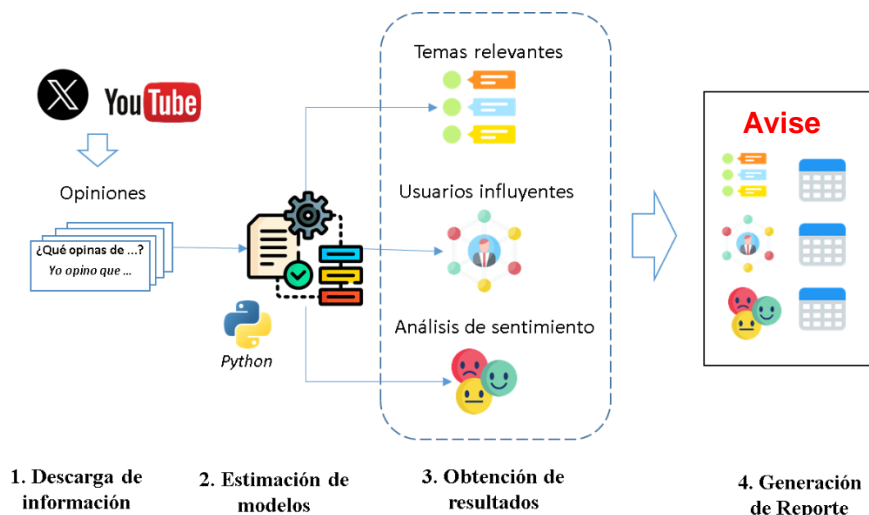 X
YouTube
Opiniones
¿Qué opinas de ...?
Yo opino que ...
Python
Temas relevantes
Usuarios influyentes
Análisis de sentimiento
Avise
1. Descarga de
información
2. Estimación de
modelos
3. Obtención de
resultados
4. Generación
de Reporte